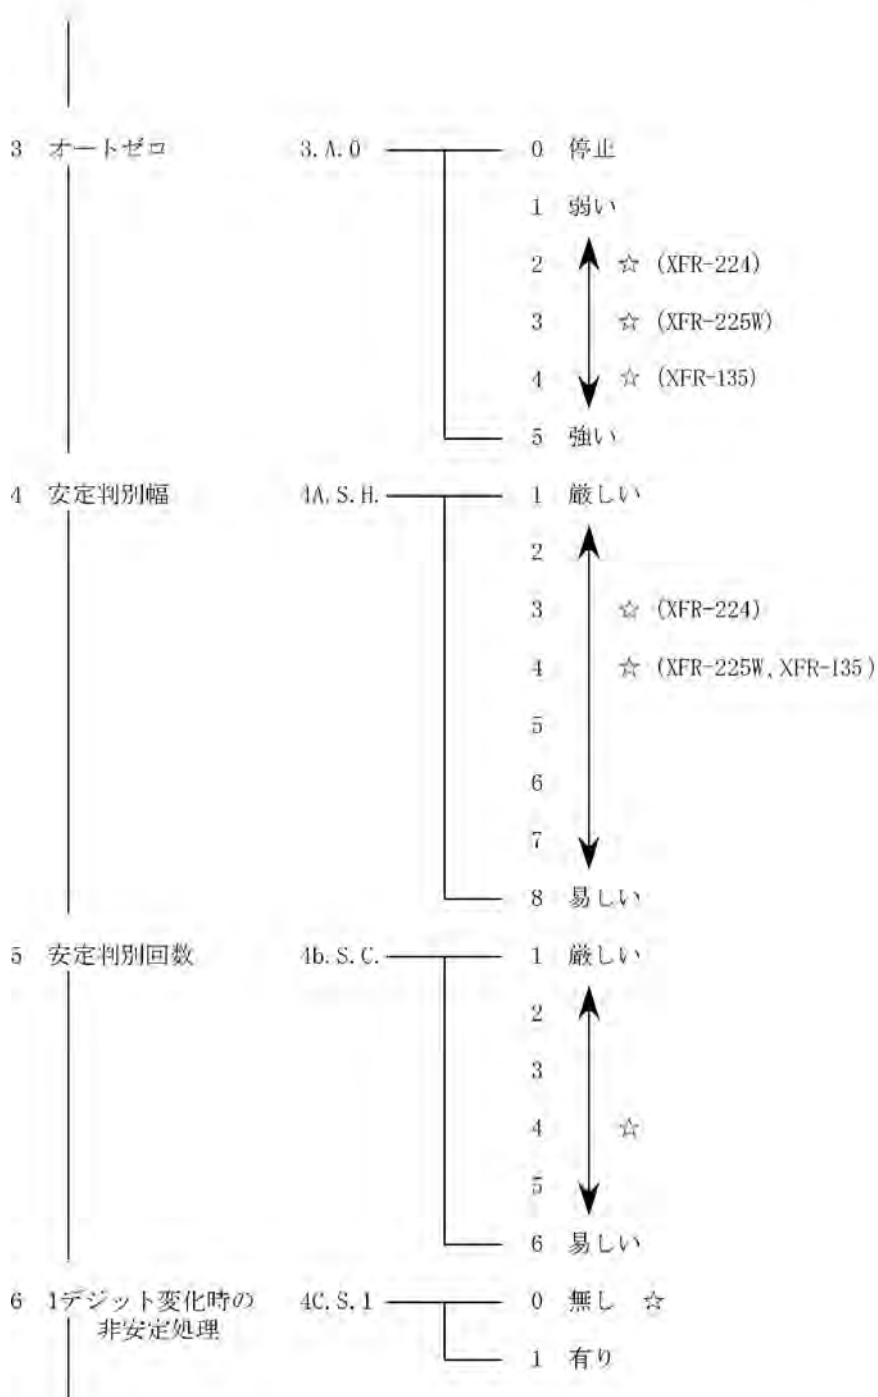 3 オートゼロ 3.A.0 0 停止
1 弱い
2 ☆ (XFR-224)
3 ☆ (XFR-225W)
4 ☆ (XFR-135)
5 強い
4 安定判別幅 4A.S.H. 1 厳しい
2
3 ☆ (XFR-224)
4 ☆ (XFR-225W, XFR-135)
5
6
7
8 易しい
5 安定判別回数 4b.S.C. 1 厳しい
2
3
4 ☆
5
6 易しい
6 1デジット変化時の 4C.S.1 0 無し ☆
非安定処理
1 有り